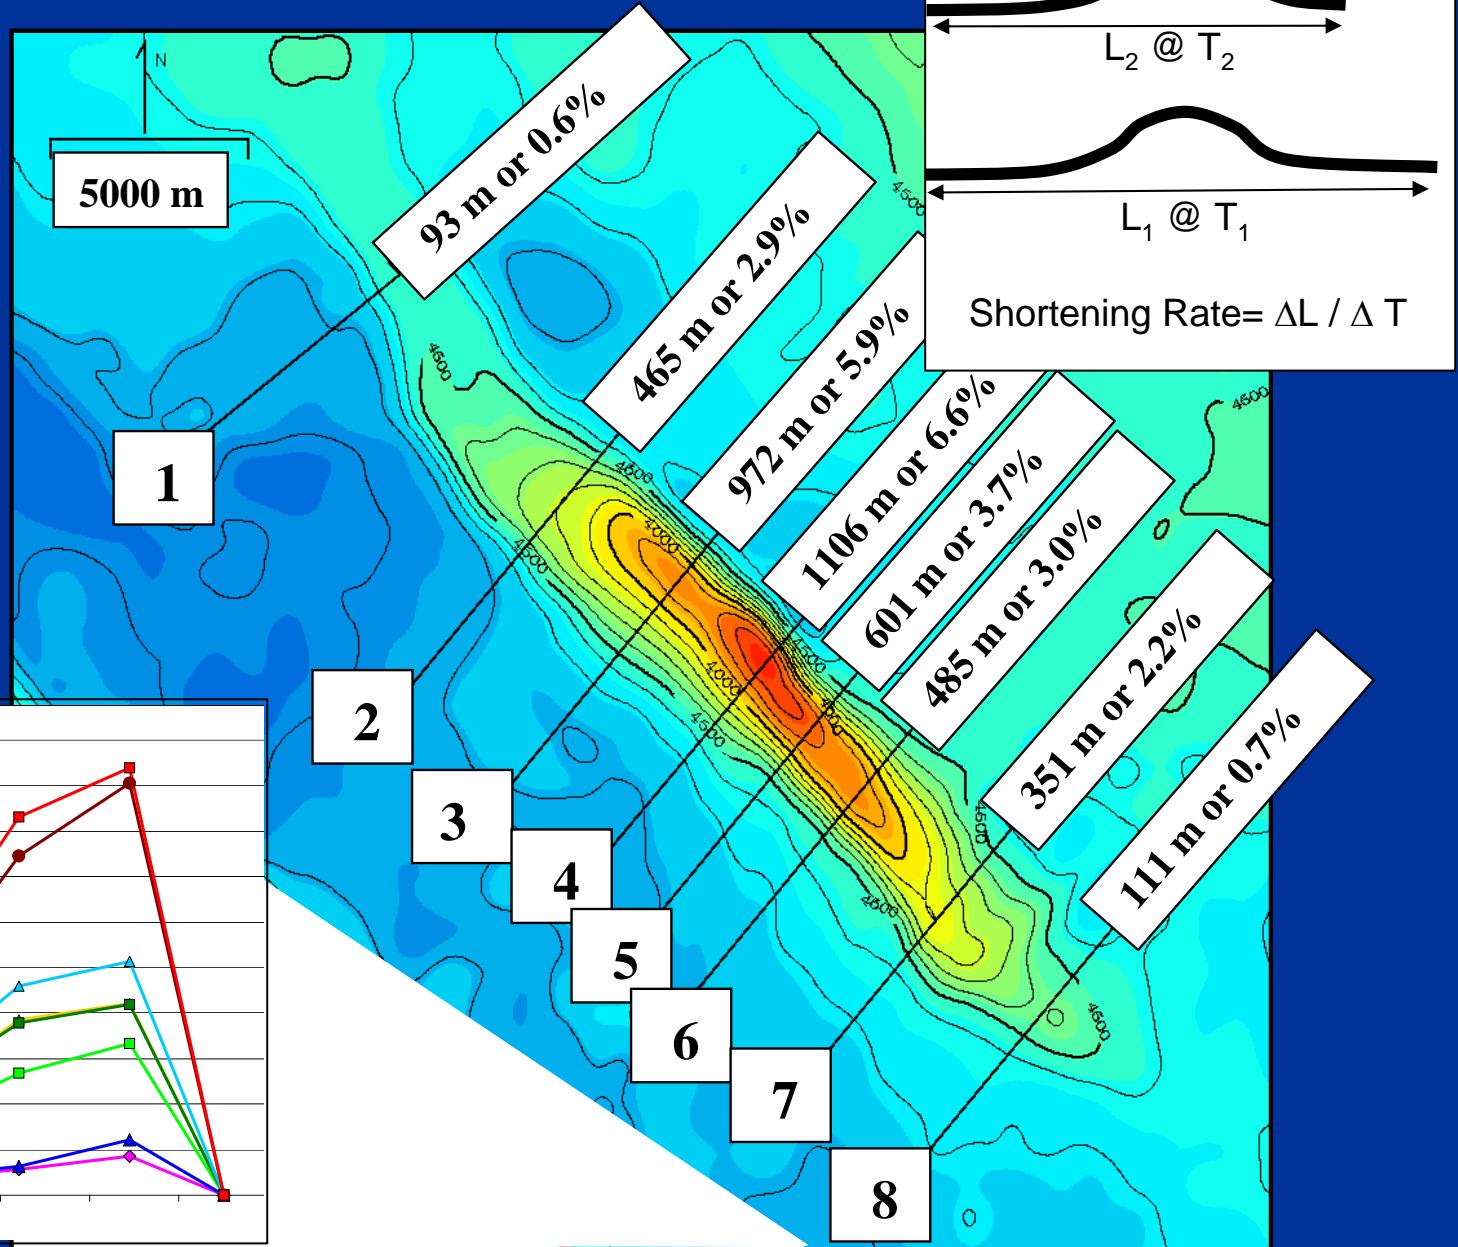 L2 @ T2
N
5000 m
93 m or 0.6%
465 m or 2.9%
972 m or 5.9%
1106 m or 6.6%
601 m or 3.7%
485 m or 3.0%
351 m or 2.2%
111 m or 0.7%
L1 @ T1
Shortening Rate= ΔL / Δ T
4500
4500
4500
4500
4000
4500
4500
4000
4500
4500
4500
4500
4500
1
2
3
4
5
6
7
8